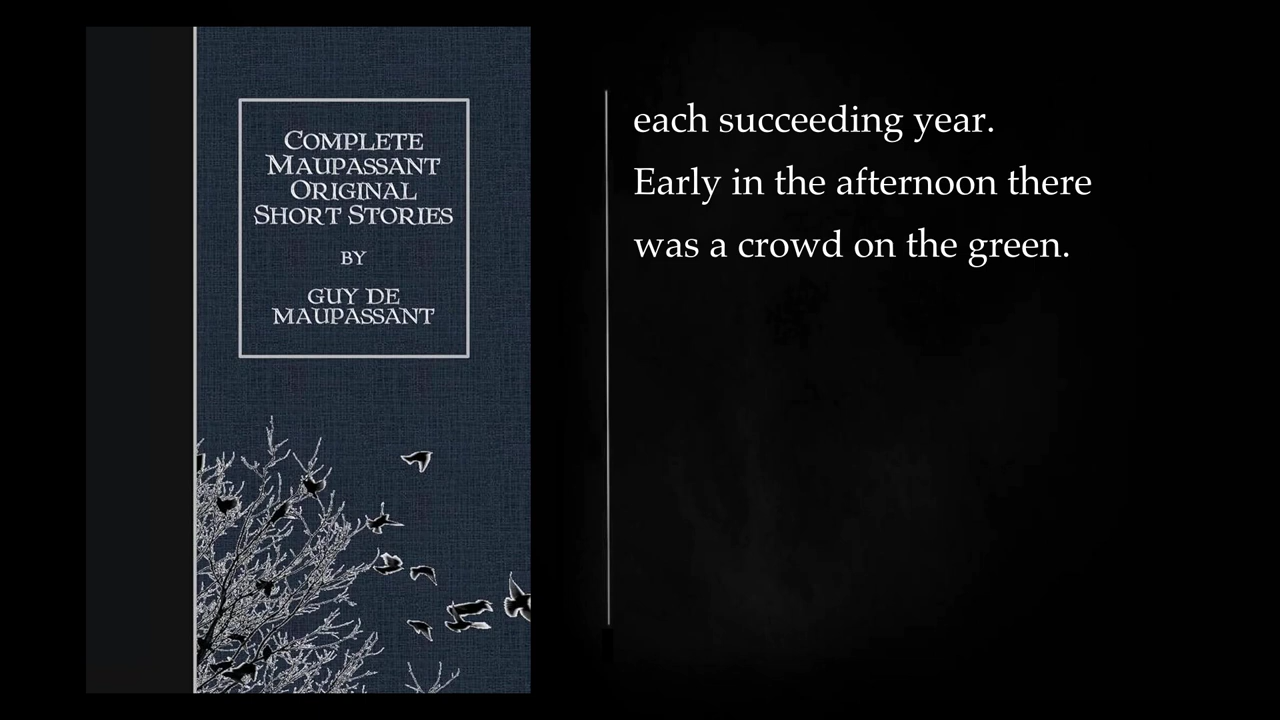 COMPLETE
MAUPASSANT
ORIGINAL
SHORT STORIES
BY
GUY DE
MAUPASSANT
each succeeding year.
Early in the afternoon there
was a crowd on the green.